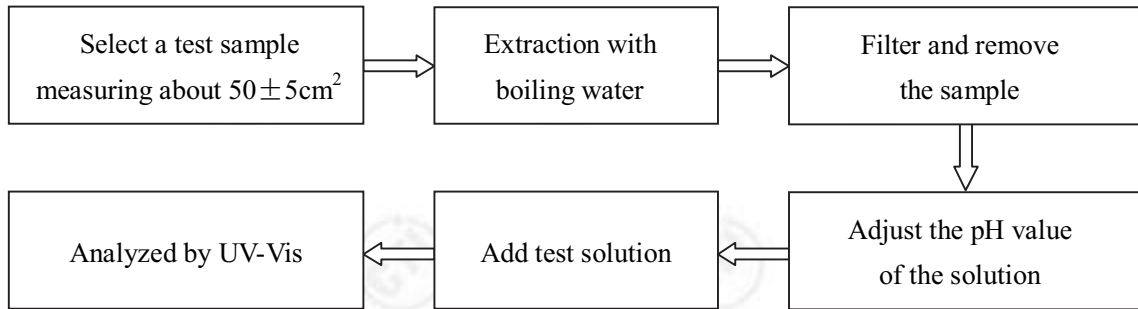 Select a test sample
measuring about 50±5cm²
Extraction with
boiling water
Filter and remove
the sample
Adjust the pH value
of the solution
Add test solution
Analyzed by UV-Vis